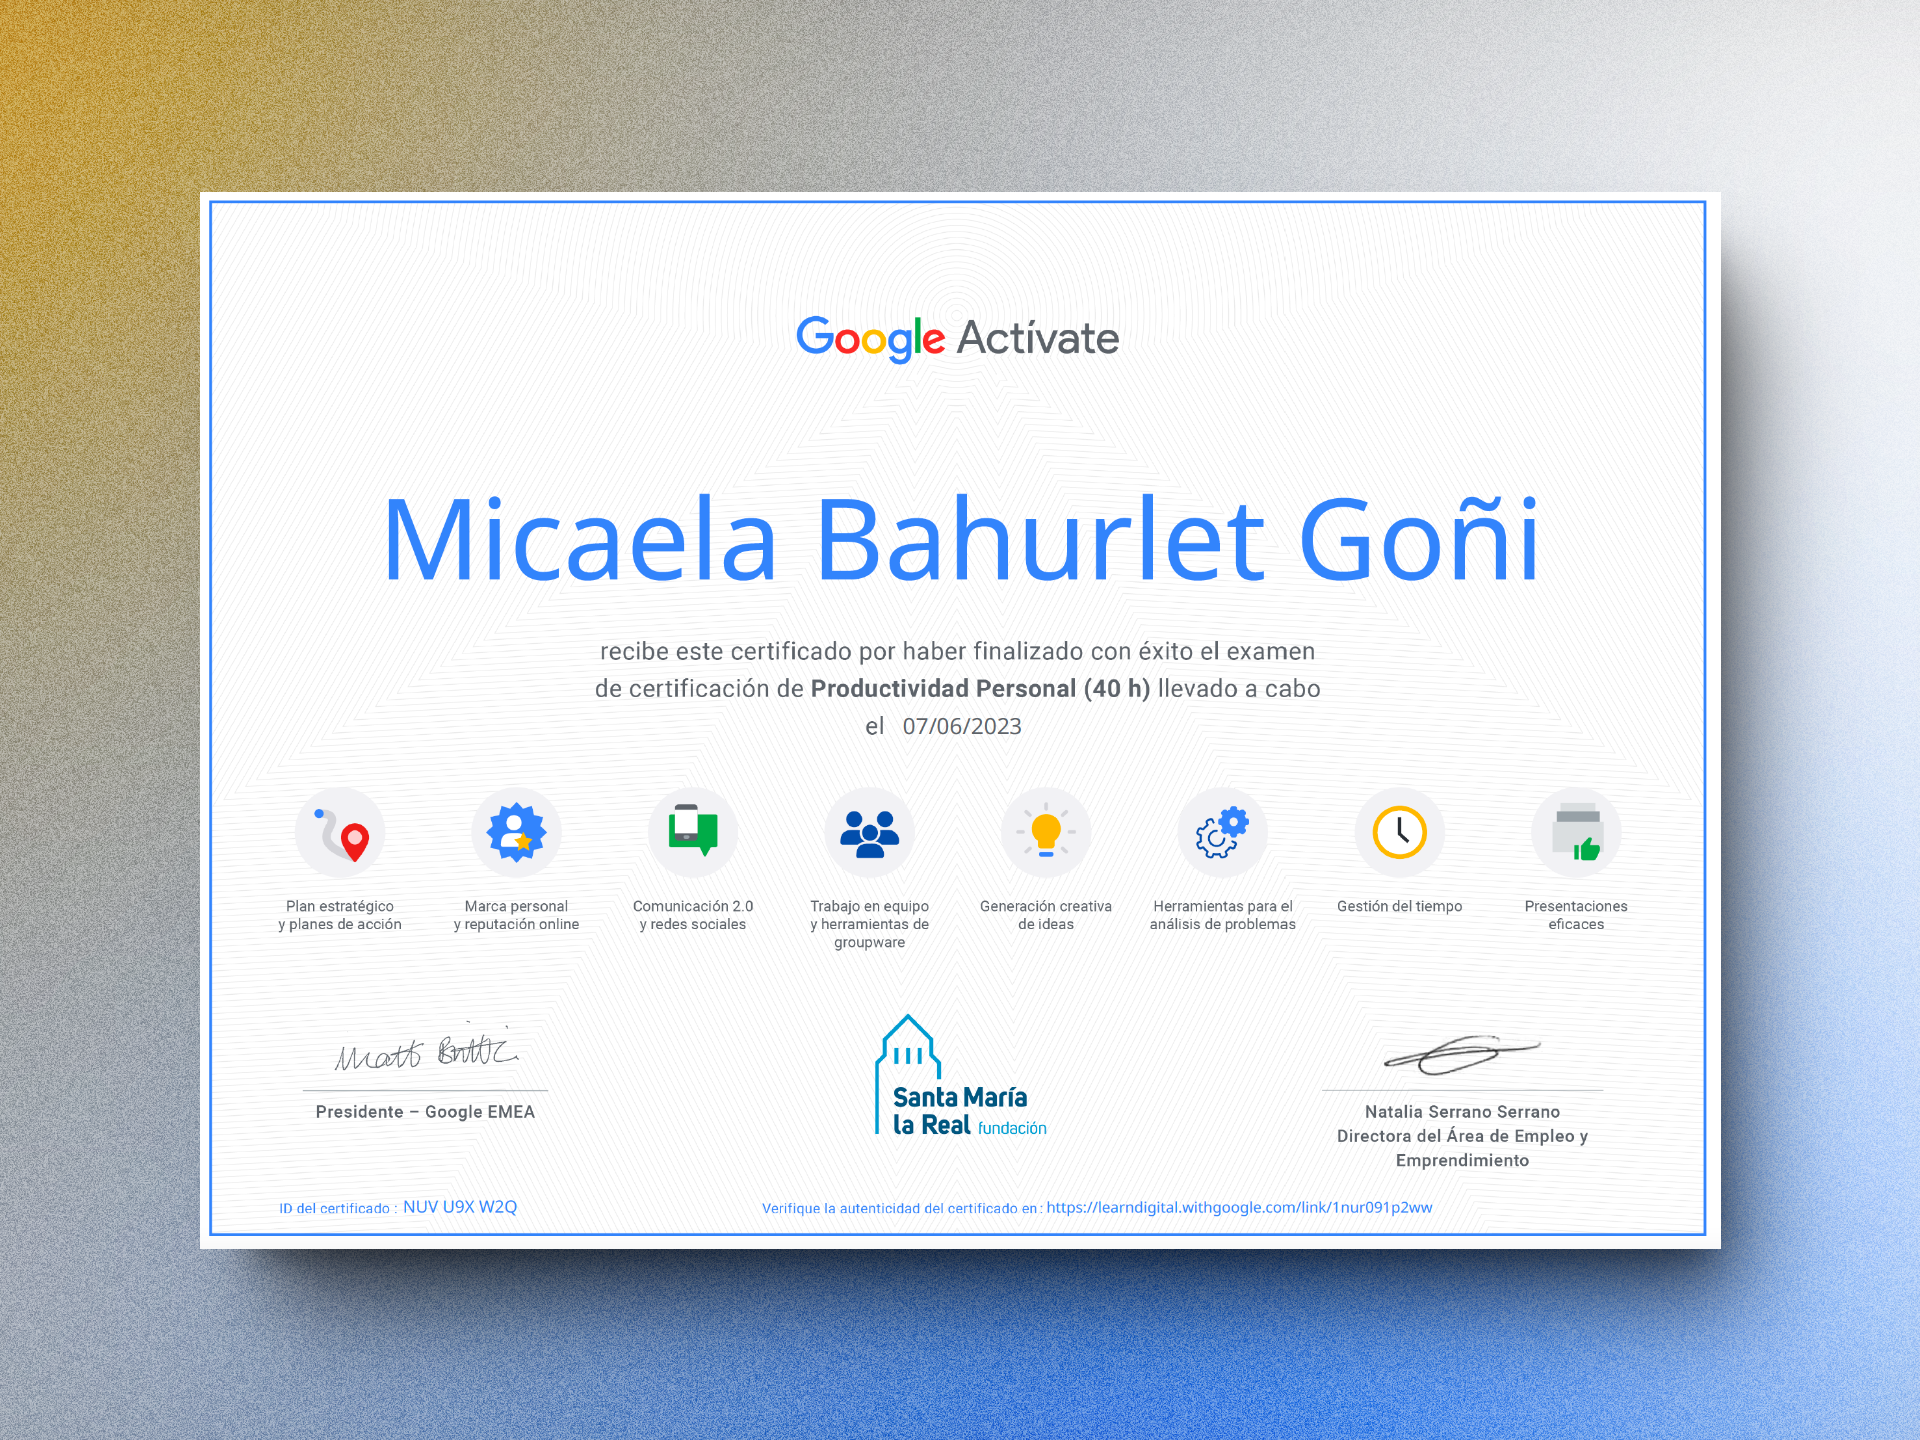 Google Actívate
Micaela Bahurlet Goñi
recibe este certificado por haber finalizado con éxito el examen
de certificación de Productividad Personal (40 h) llevado a cabo
el 07/06/2023
Plan estratégico
y planes de acción
Marca personal
y reputación online
Comunicación 2.0
y redes sociales
Trabajo en equipo
y herramientas de
groupware
Generación creativa
de ideas
Herramientas para el
análisis de problemas
Gestión del tiempo
Presentaciones
eficaces
Matt Brittin
Presidente – Google EMEA
Santa María
la Real fundación
Natalia Serrano Serrano
Directora del Área de Empleo y
Emprendimiento
ID del certificado : NUV U9X W2Q
Verifique la autenticidad del certificado en : https://learndigital.withgoogle.com/link/1nur091p2ww